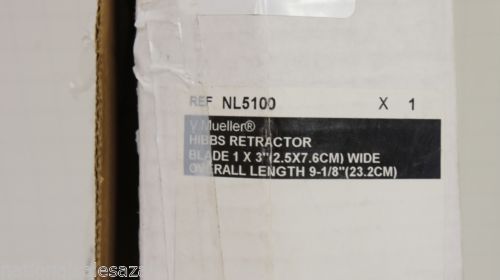 REF NL5100 X 1
V.Mueller®
HIBBS RETRACTOR
BLADE 1 X 3"(2.5X7.6CM) WIDE
OVERALL LENGTH 9-1/8"(23.2CM)